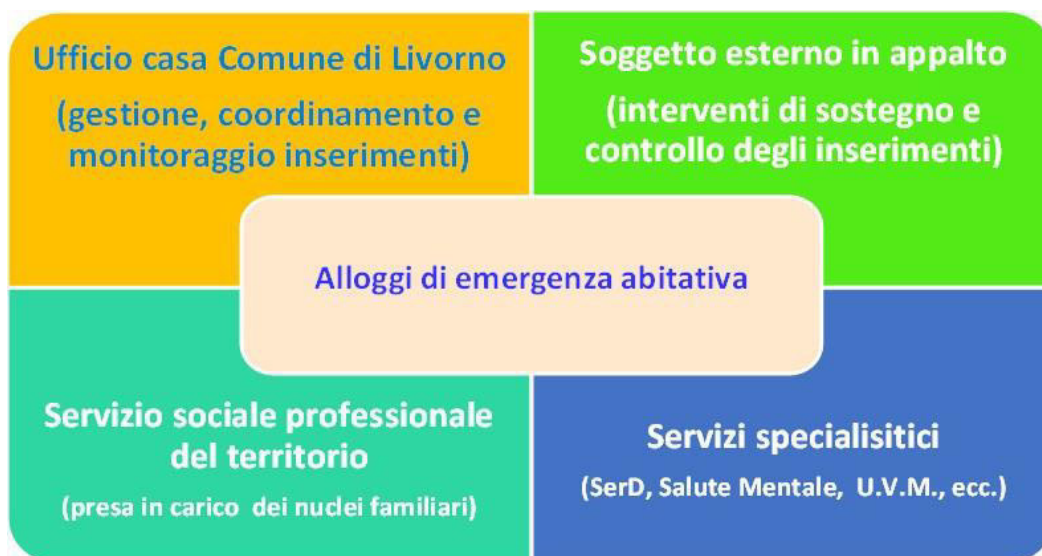 Ufficio casa Comune di Livorno
(gestione, coordinamento e
monitoraggio inserimenti)
Soggetto esterno in appalto
(interventi di sostegno e
controllo degli inserimenti)
Alloggi di emergenza abitativa
Servizio sociale professionale
del territorio
(presa in carico dei nuclei familiari)
Servizi specialisitici
(SerD, Salute Mentale, U.V.M., ecc.)